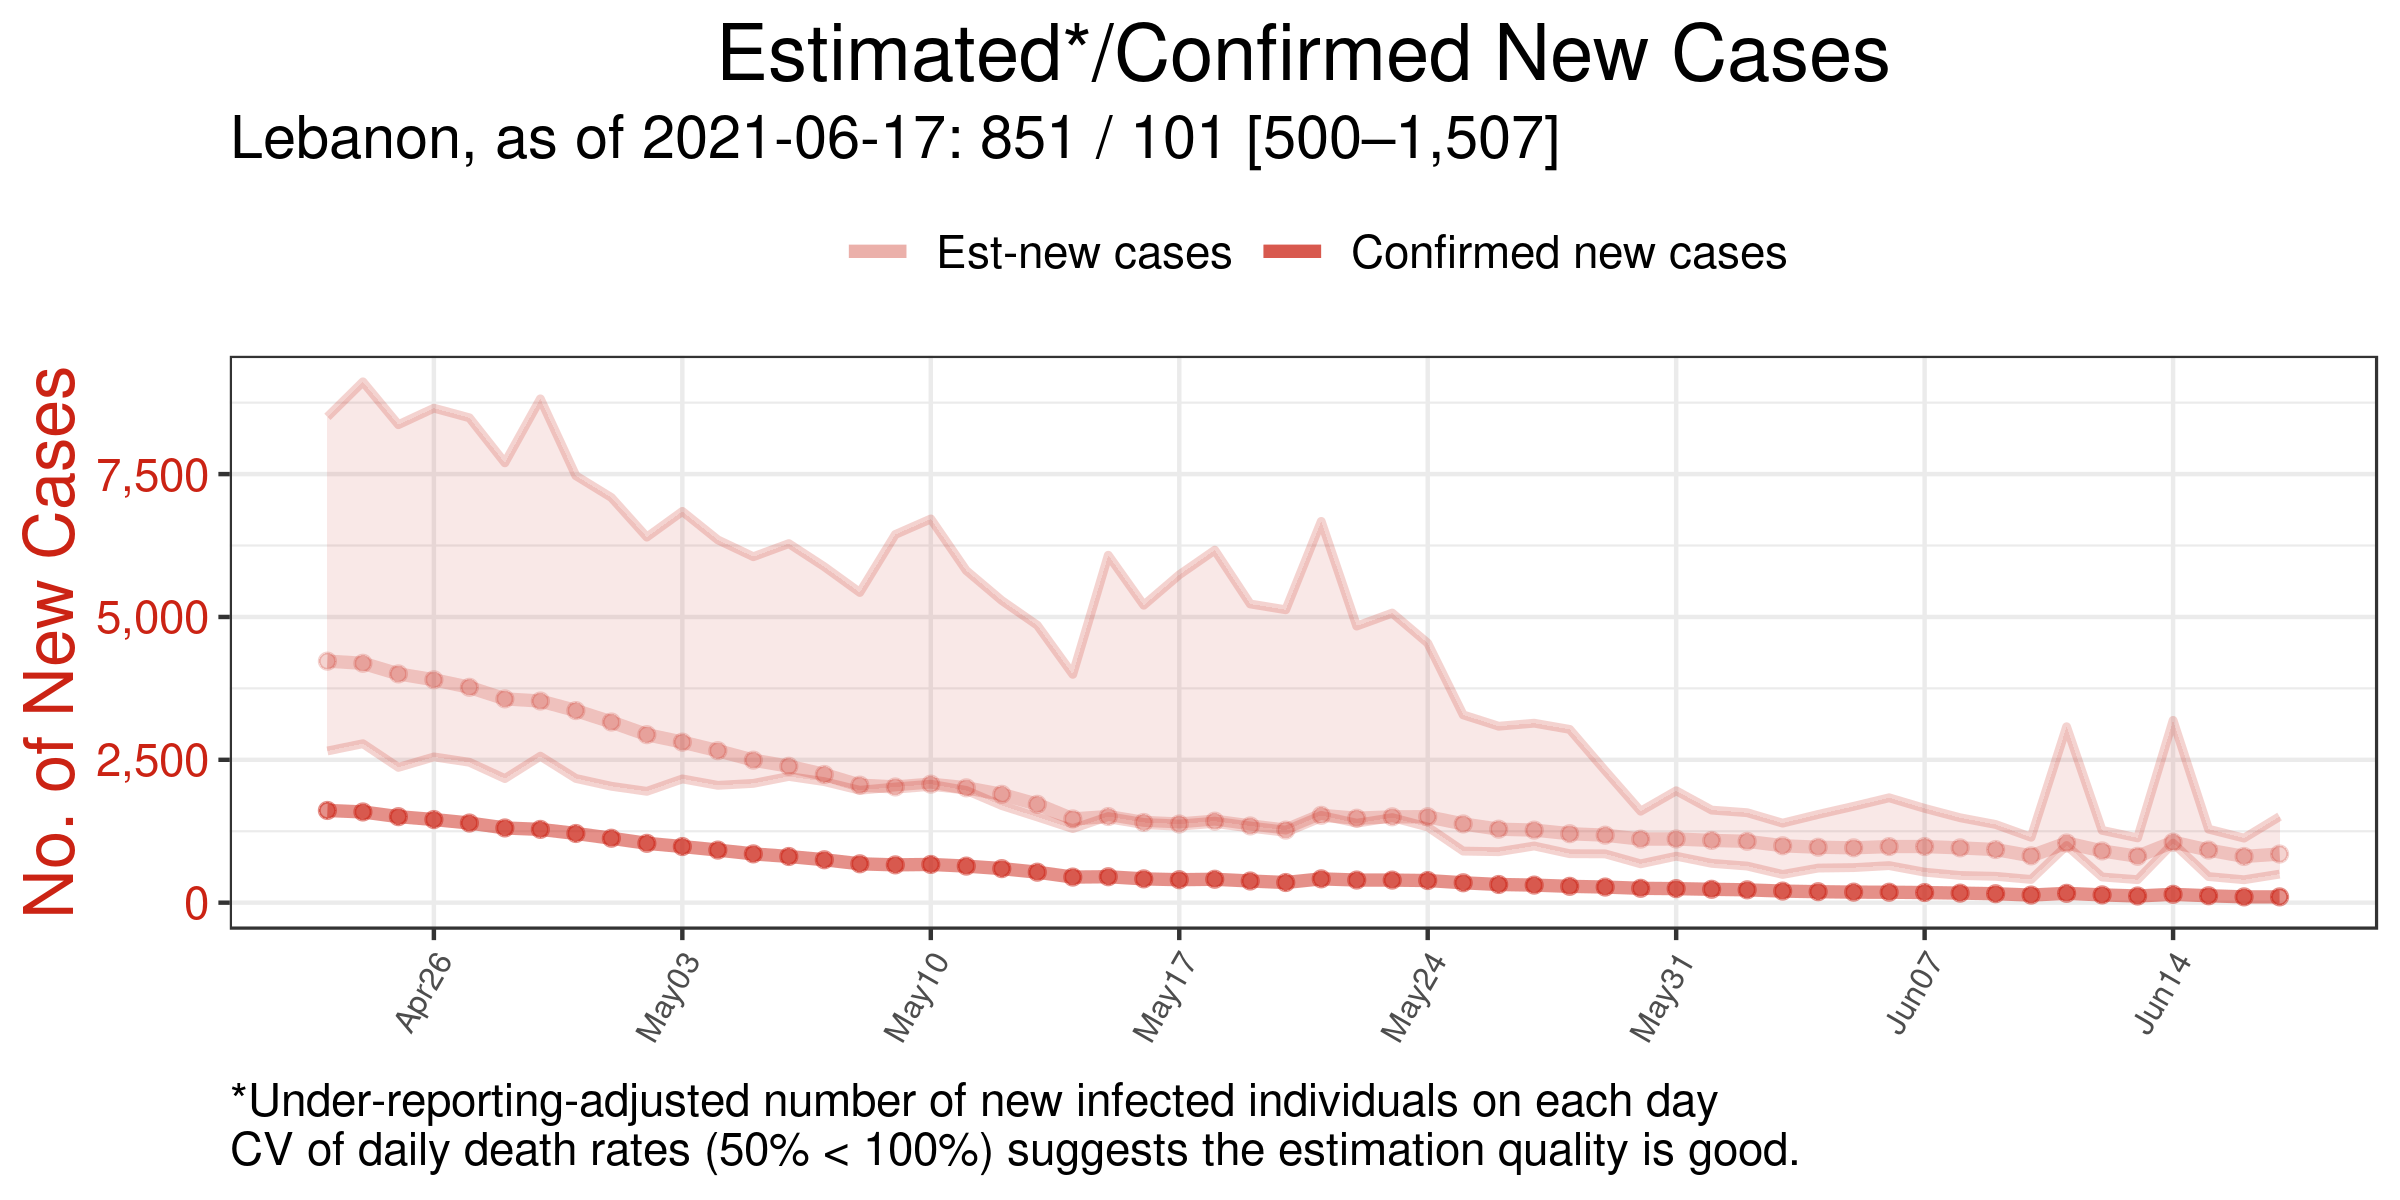 Estimated*/Confirmed New Cases
Lebanon, as of 2021-06-17: 851 / 101 [500–1,507]
Est-new cases
Confirmed new cases
No. of New Cases
7,500
5,000
2,500
0
Apr26
May03
May10
May17
May24
May31
Jun07
Jun14
*Under-reporting-adjusted number of new infected individuals on each day
CV of daily death rates (50% < 100%) suggests the estimation quality is good.